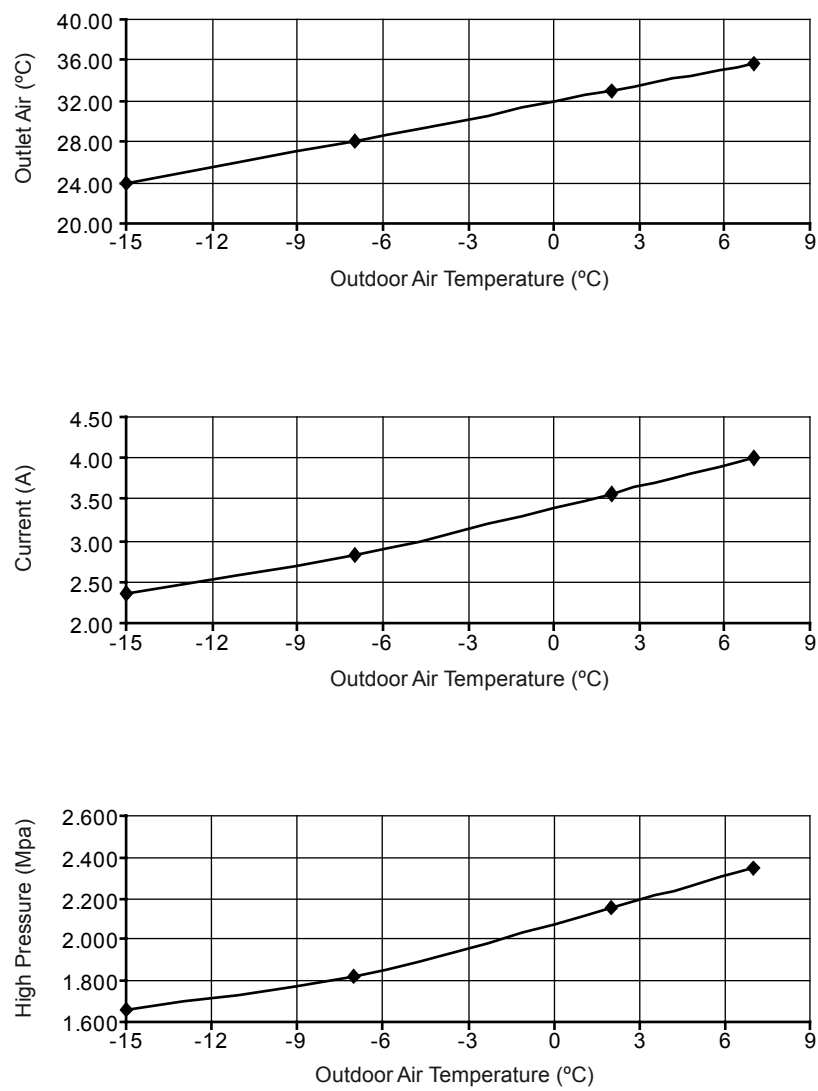 40.00
36.00
32.00
28.00
24.00
20.00
Outlet Air (ºC)
-15 -12 -9 -6 -3 0 3 6 9
Outdoor Air Temperature (ºC)
4.50
4.00
3.50
3.00
2.50
2.00
Current (A)
-15 -12 -9 -6 -3 0 3 6 9
Outdoor Air Temperature (ºC)
2.600
2.400
2.200
2.000
1.800
1.600
High Pressure (Mpa)
-15 -12 -9 -6 -3 0 3 6 9
Outdoor Air Temperature (ºC)